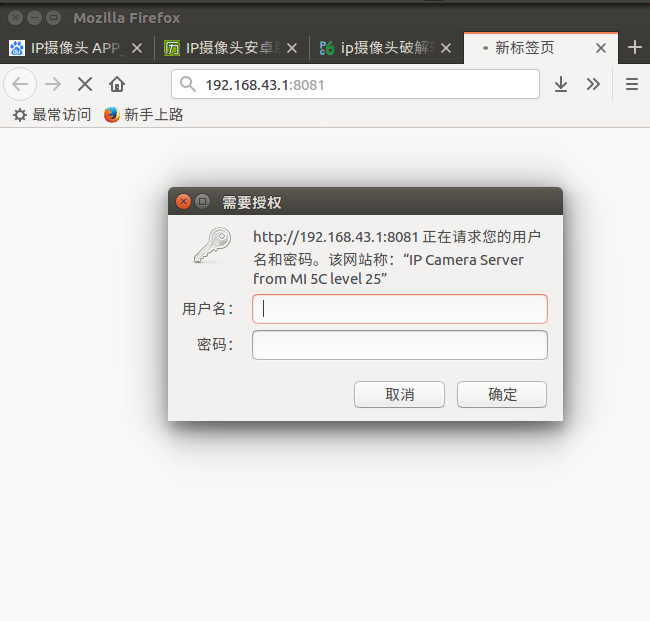 Mozilla Firefox
IP摄像头 APP_
IP摄像头安卓
ip摄像头破解
新标签页
192.168.43.1:8081
最常访问
新手上路
需要授权
http://192.168.43.1:8081 正在请求您的用户
名和密码。该网站称：“IP Camera Server
from MI 5C level 25”
用户名：
密码：
取消
确定